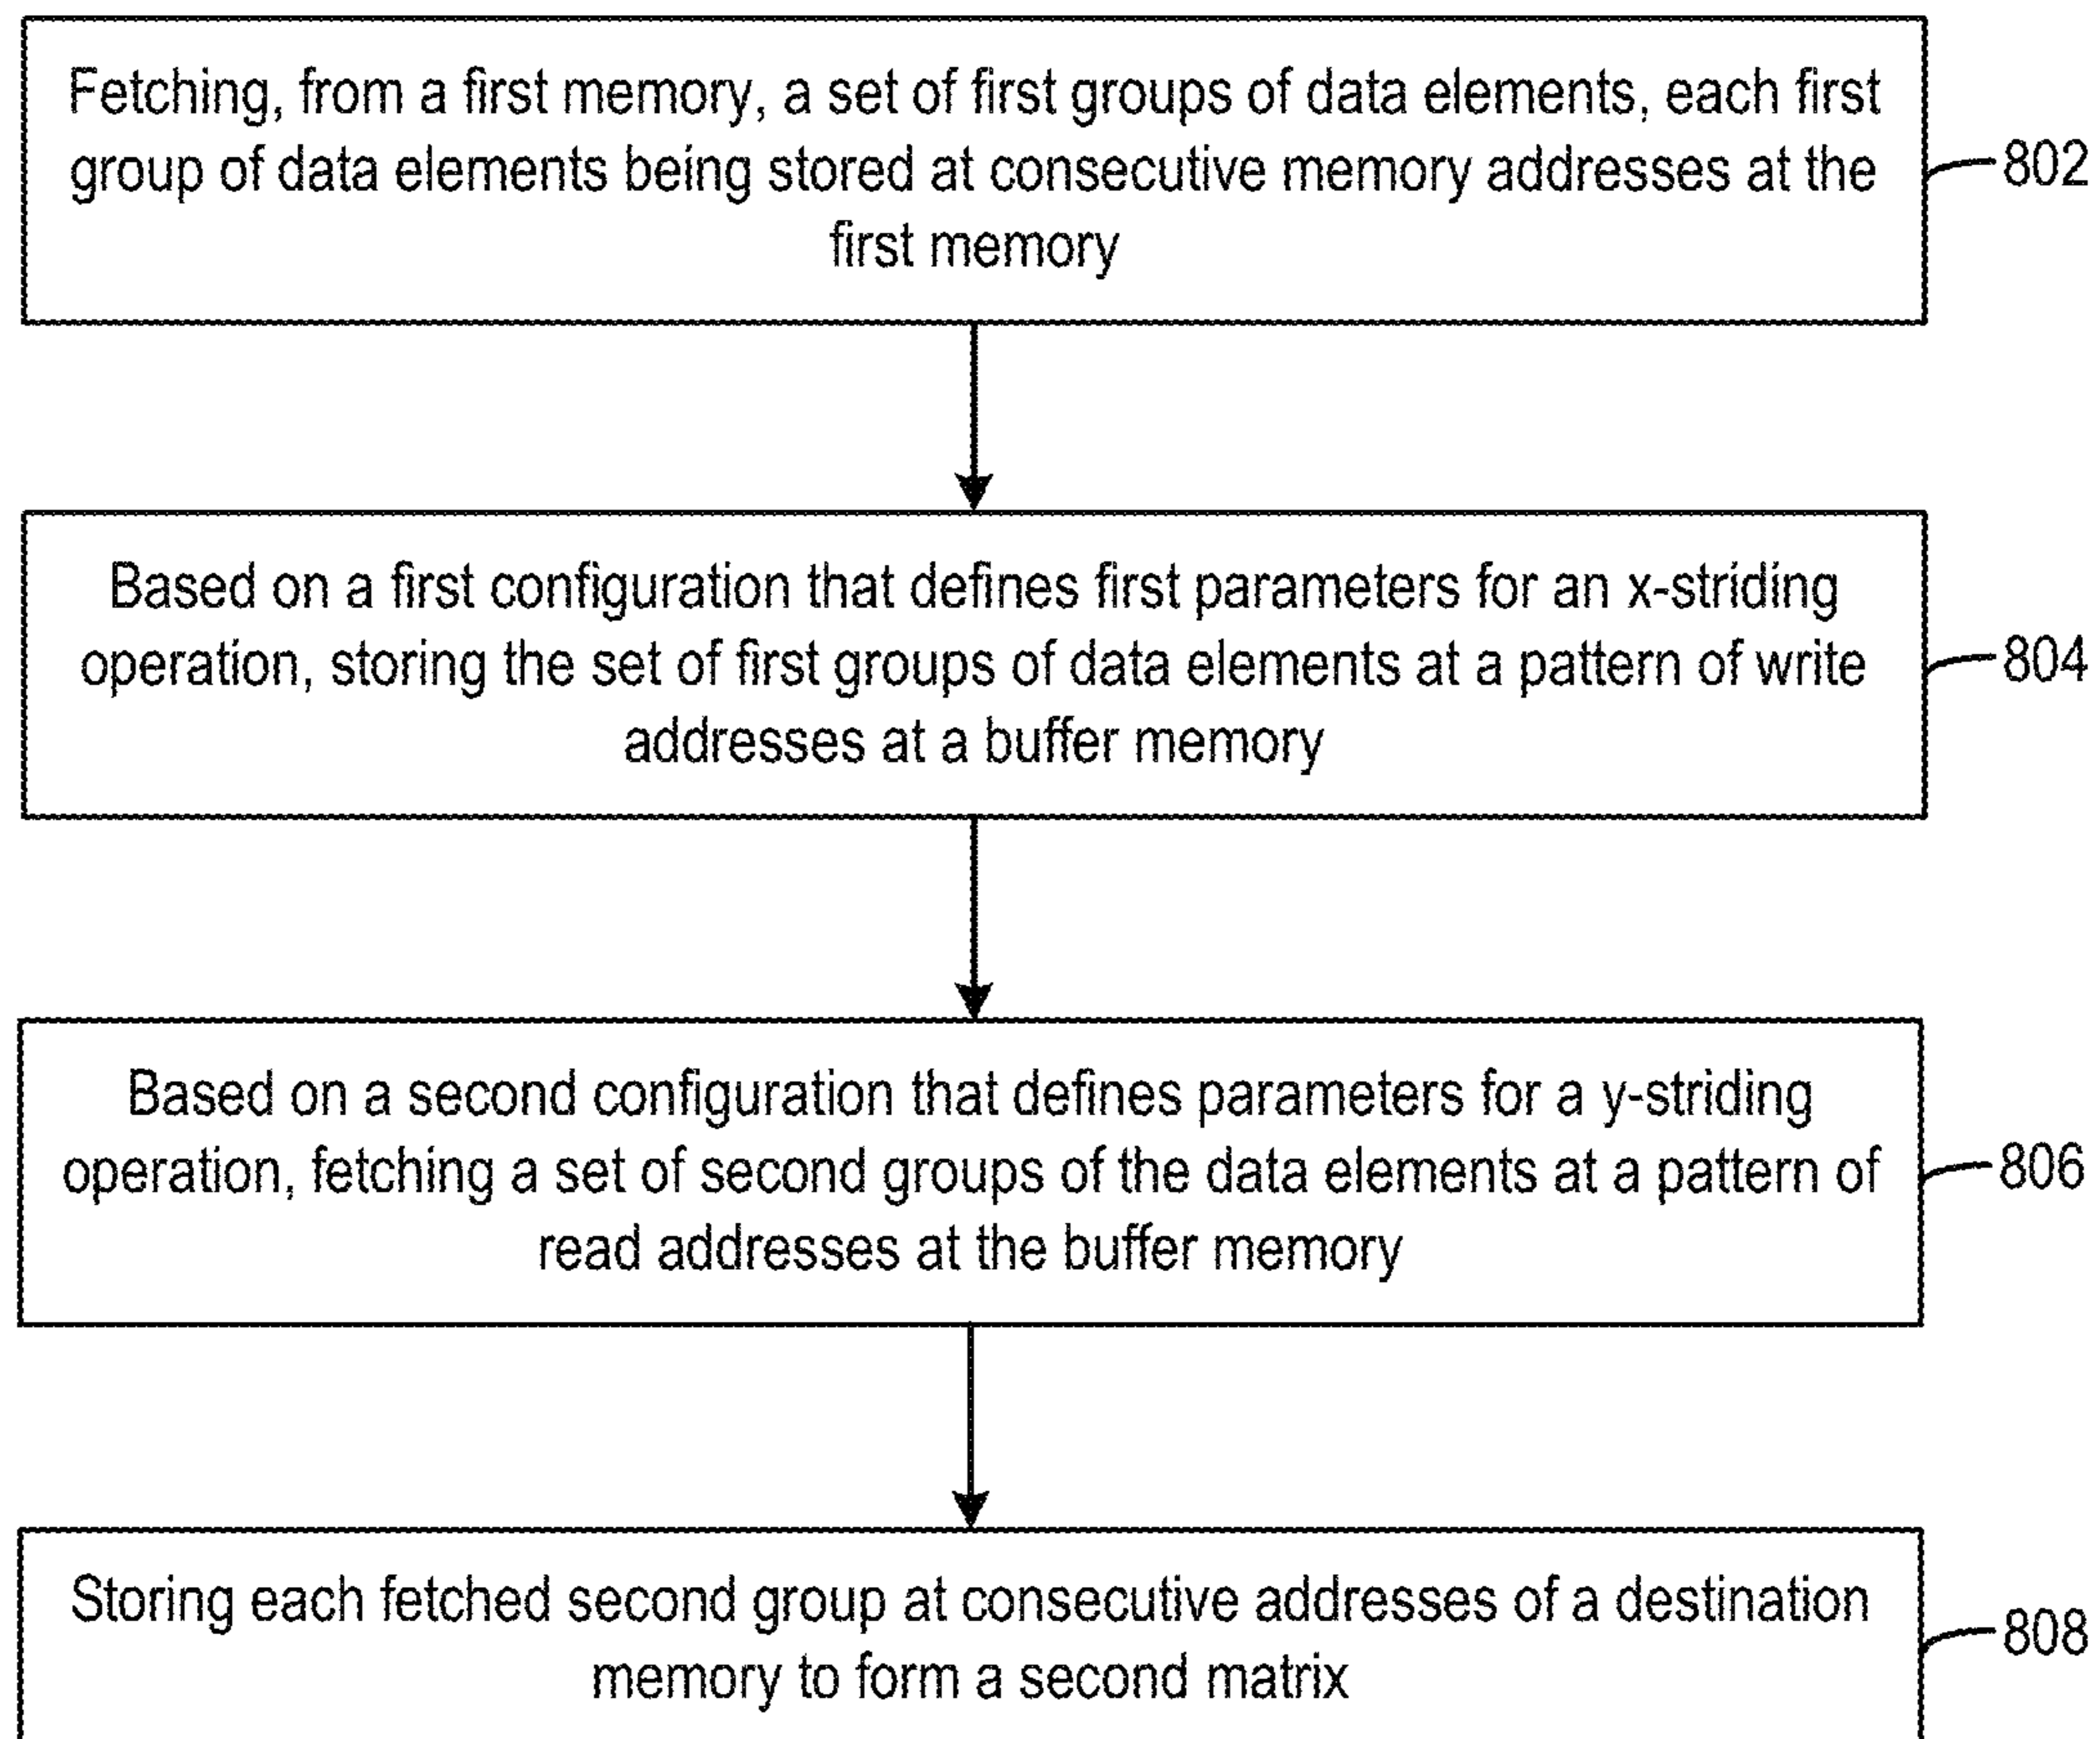 Fetching, from a first memory, a set of first groups of data elements, each first
group of data elements being stored at consecutive memory addresses at the
first memory
802
Based on a first configuration that defines first parameters for an x-striding
operation, storing the set of first groups of data elements at a pattern of write
addresses at a buffer memory
804
Based on a second configuration that defines parameters for a y-striding
operation, fetching a set of second groups of the data elements at a pattern of
read addresses at the buffer memory
806
Storing each fetched second group at consecutive addresses of a destination
memory to form a second matrix
808